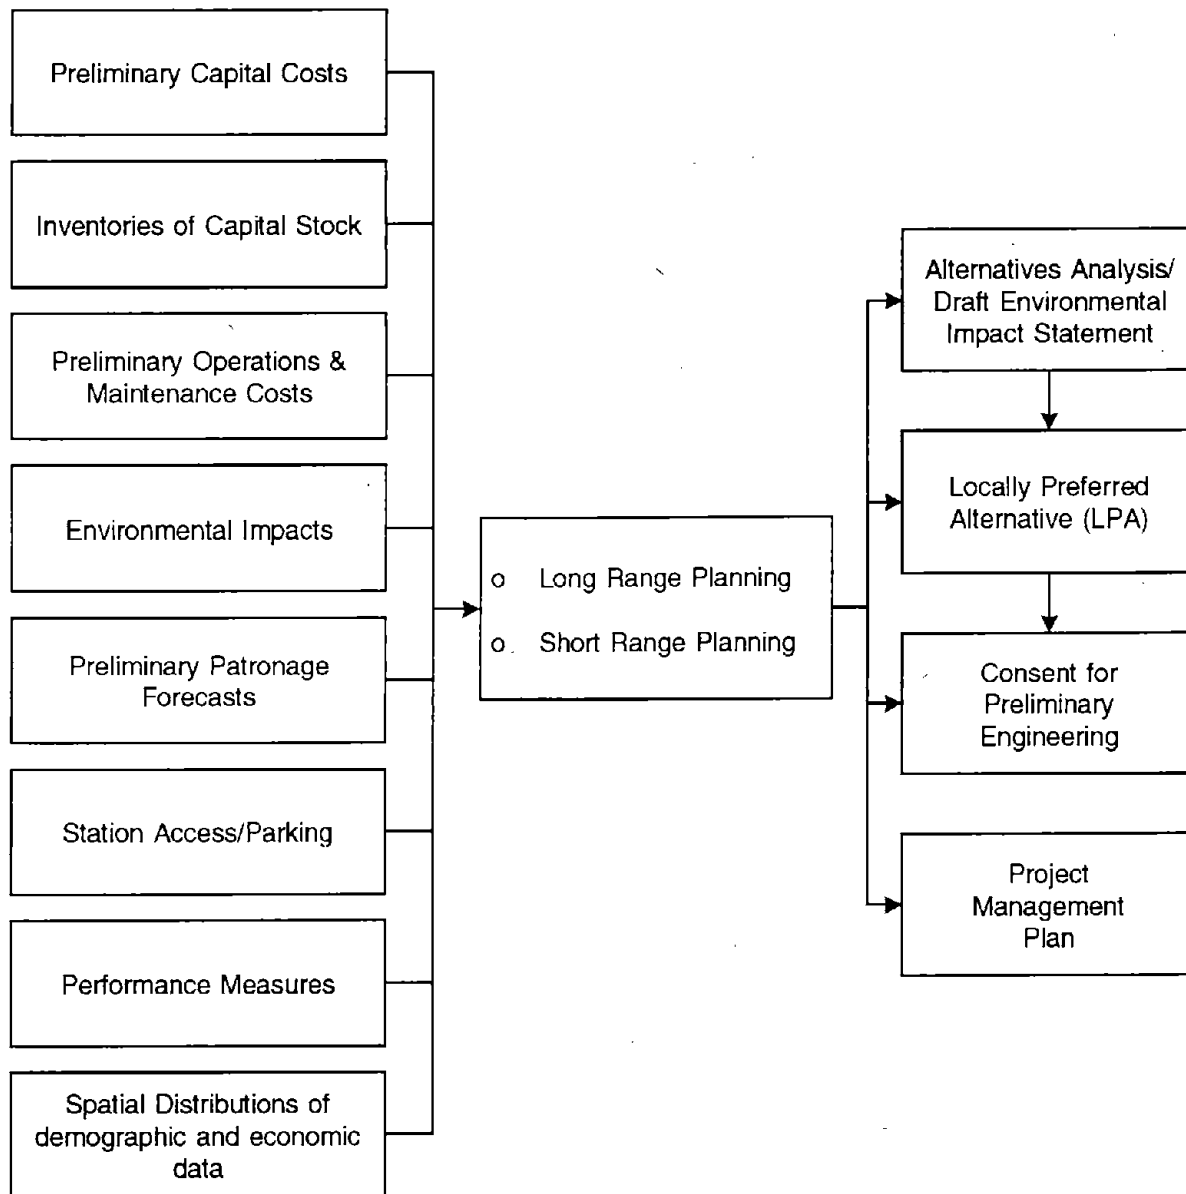 Preliminary Capital Costs
Inventories of Capital Stock
Preliminary Operations &
Maintenance Costs
Environmental Impacts
Preliminary Patronage
Forecasts
Station Access/Parking
Performance Measures
Spatial Distributions of
demographic and economic
data
o Long Range Planning
o Short Range Planning
Alternatives Analysis/
Draft Environmental
Impact Statement
Locally Preferred
Alternative (LPA)
Consent for
Preliminary
Engineering
Project
Management
Plan